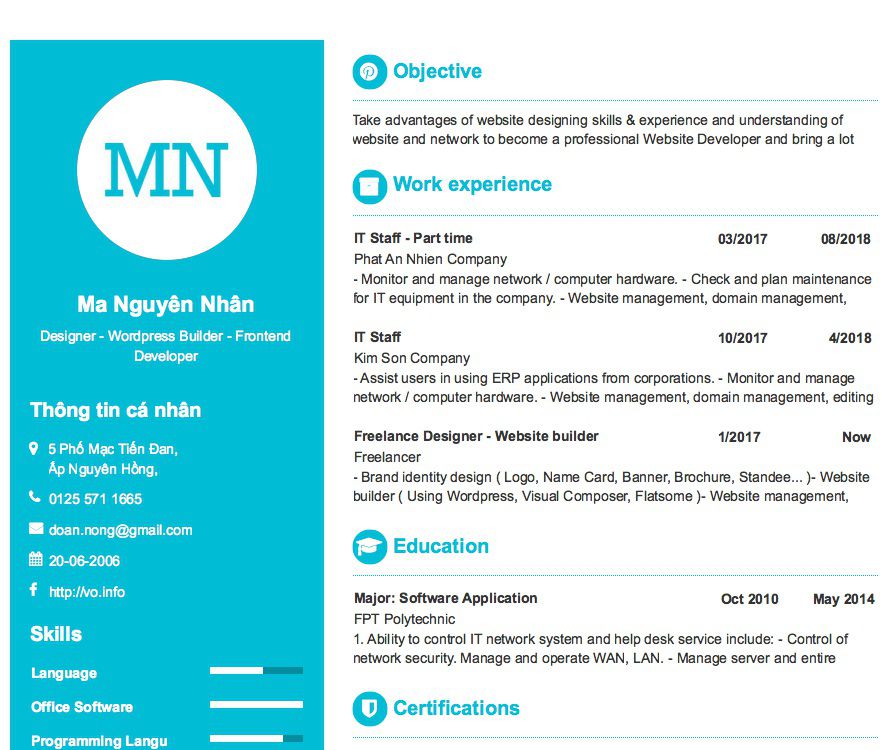 MN
Ma Nguyên Nhân
Designer - Wordpress Builder - Frontend
Developer
Thông tin cá nhân
5 Phố Mạc Tiến Đan,
Ấp Nguyên Hồng,
0125 571 1665
doan.nong@gmail.com
20-06-2006
http://vo.info
Skills
Language
Office Software
Programming Langu
Objective
Take advantages of website designing skills & experience and understanding of
website and network to become a professional Website Developer and bring a lot
Work experience
IT Staff - Part time 03/2017 08/2018
Phat An Nhien Company
- Monitor and manage network / computer hardware. - Check and plan maintenance
for IT equipment in the company. - Website management, domain management,
IT Staff 10/2017 4/2018
Kim Son Company
- Assist users in using ERP applications from corporations. - Monitor and manage
network / computer hardware. - Website management, domain management, editing
Freelance Designer - Website builder 1/2017 Now
Freelancer
- Brand identity design ( Logo, Name Card, Banner, Brochure, Standee... )- Website
builder ( Using Wordpress, Visual Composer, Flatsome )- Website management,
Education
Major: Software Application Oct 2010 May 2014
FPT Polytechnic
1. Ability to control IT network system and help desk service include: - Control of
network security. Manage and operate WAN, LAN. - Manage server and entire
Certifications